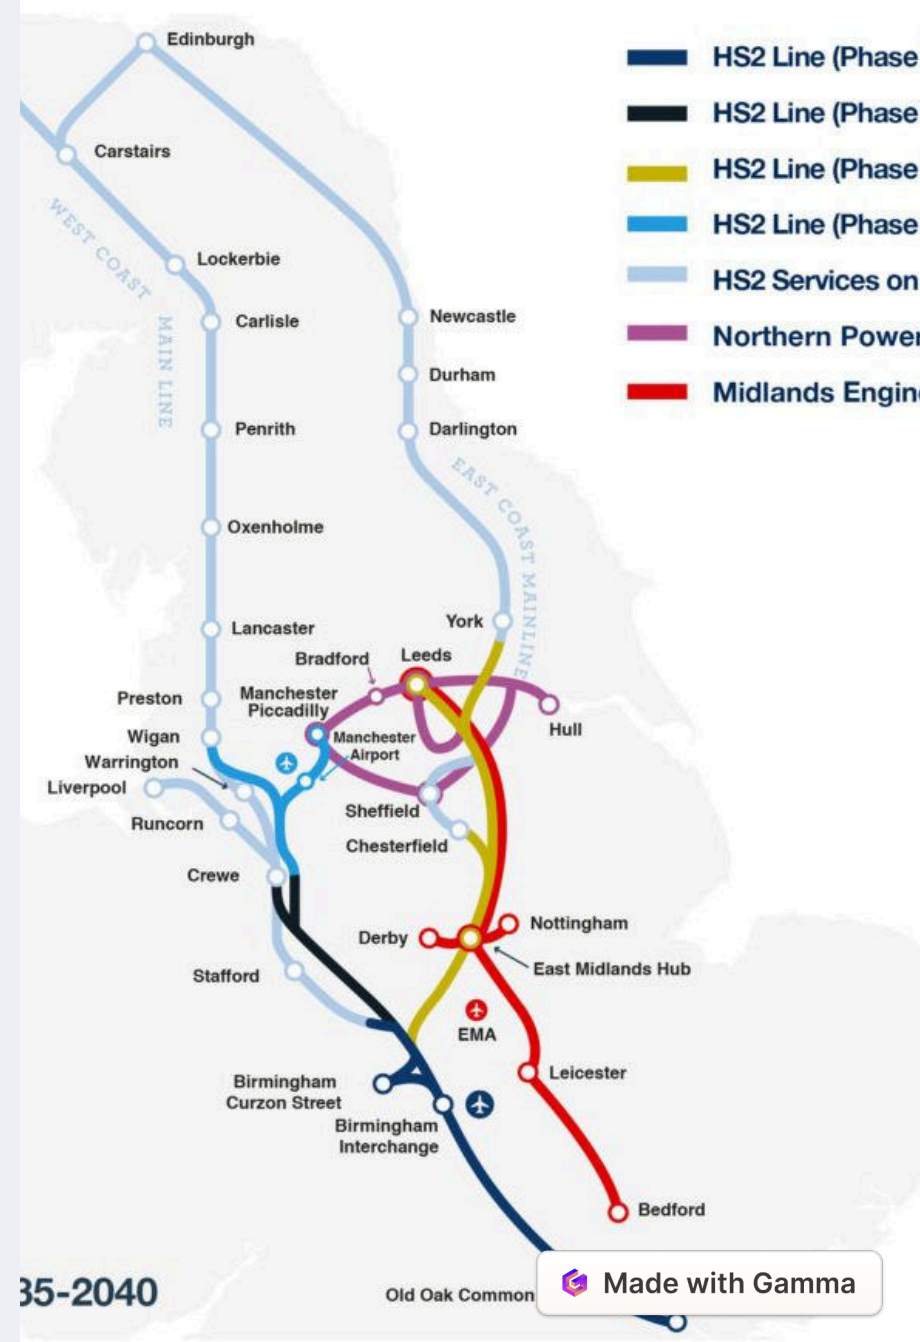 Edinburgh
Carstairs
WEST COAST
MAIN LINE
Lockerbie
Carlisle
Penrith
Oxenholme
Lancaster
Newcastle
Durham
Darlington
EAST COAST MAINLINE
York
Leeds
Bradford
Preston
Manchester
Piccadilly
Wigan
Manchester
Airport
Hull
Warrington
Liverpool
Sheffield
Runcorn
Chesterfield
Crewe
Derby
Nottingham
East Midlands Hub
Stafford
EMA
Leicester
Birmingham
Curzon Street
Birmingham
Interchange
Bedford
Old Oak Common
35-2040
HS2 Line (Phase
HS2 Line (Phase
HS2 Line (Phase
HS2 Line (Phase
HS2 Services on
Northern Power
Midlands Engin
Made with Gamma